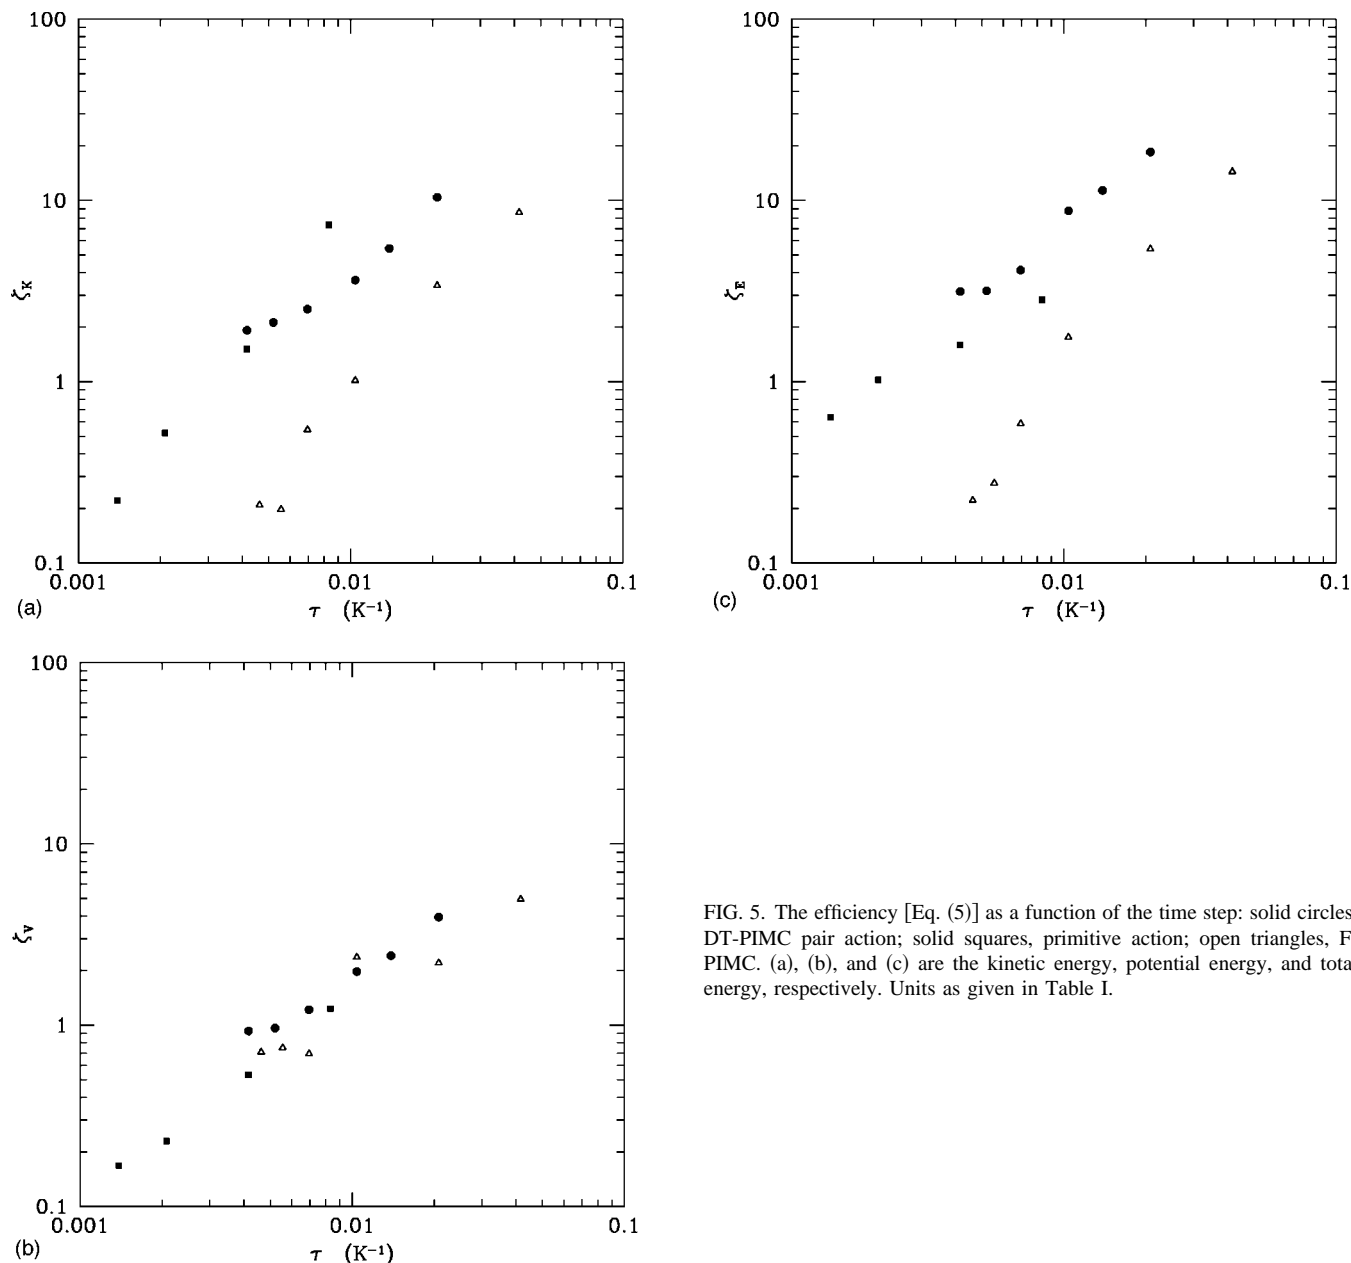 100
10
1
0.1
ζK
0.001
0.01
0.1
τ (K⁻¹)
(a)
100
10
1
0.1
ζE
0.001
0.01
0.1
τ (K⁻¹)
(c)
100
10
1
0.1
ζV
0.001
0.01
0.1
τ (K⁻¹)
(b)
FIG. 5. The efficiency [Eq. (5)] as a function of the time step: solid circles
DT-PIMC pair action; solid squares, primitive action; open triangles, F
PIMC. (a), (b), and (c) are the kinetic energy, potential energy, and tota
energy, respectively. Units as given in Table I.